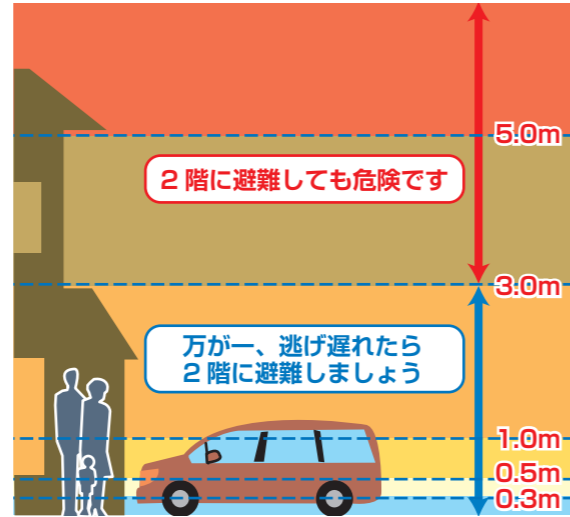 5.0m
2階に避難しても危険です
3.0m
万が一、逃げ遅れたら
2階に避難しましょう
1.0m
0.5m
0.3m